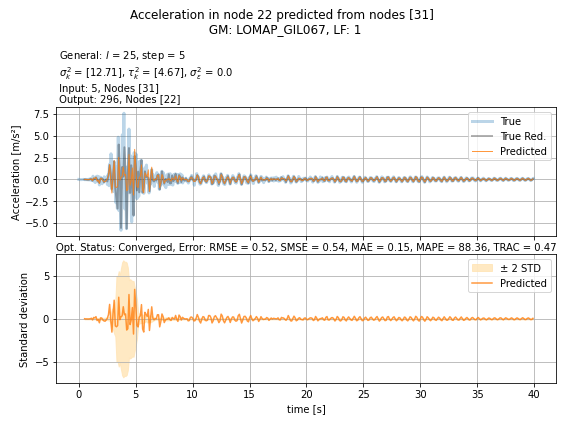 Acceleration in node 22 predicted from nodes [31]
GM: LOMAP_GIL067, LF: 1
General: l = 25, step = 5
σ²ₖ = [12.71], τ²ₖ = [4.67], σ²ε = 0.0
Input: 5, Nodes [31]
Output: 296, Nodes [22]
Acceleration [m/s²]
7.5
5.0
2.5
0.0
−2.5
−5.0
True
True Red.
Predicted
Opt. Status: Converged, Error: RMSE = 0.52, SMSE = 0.54, MAE = 0.15, MAPE = 88.36, TRAC = 0.47
Standard deviation
5
0
−5
± 2 STD
Predicted
0 5 10 15 20 25 30 35 40
time [s]